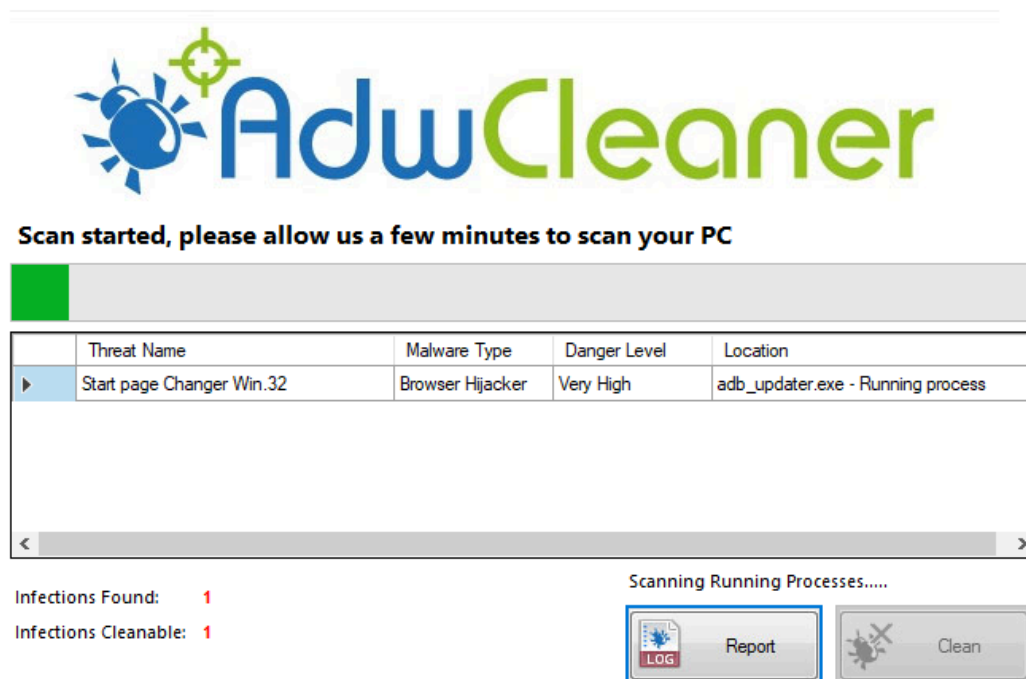 AdwCleaner
Scan started, please allow us a few minutes to scan your PC
Threat Name Malware Type Danger Level Location
Start page Changer Win.32 Browser Hijacker Very High adb_updater.exe - Running process
Scanning Running Processes.....
Infections Found: 1
Infections Cleanable: 1
LOG Report Clean